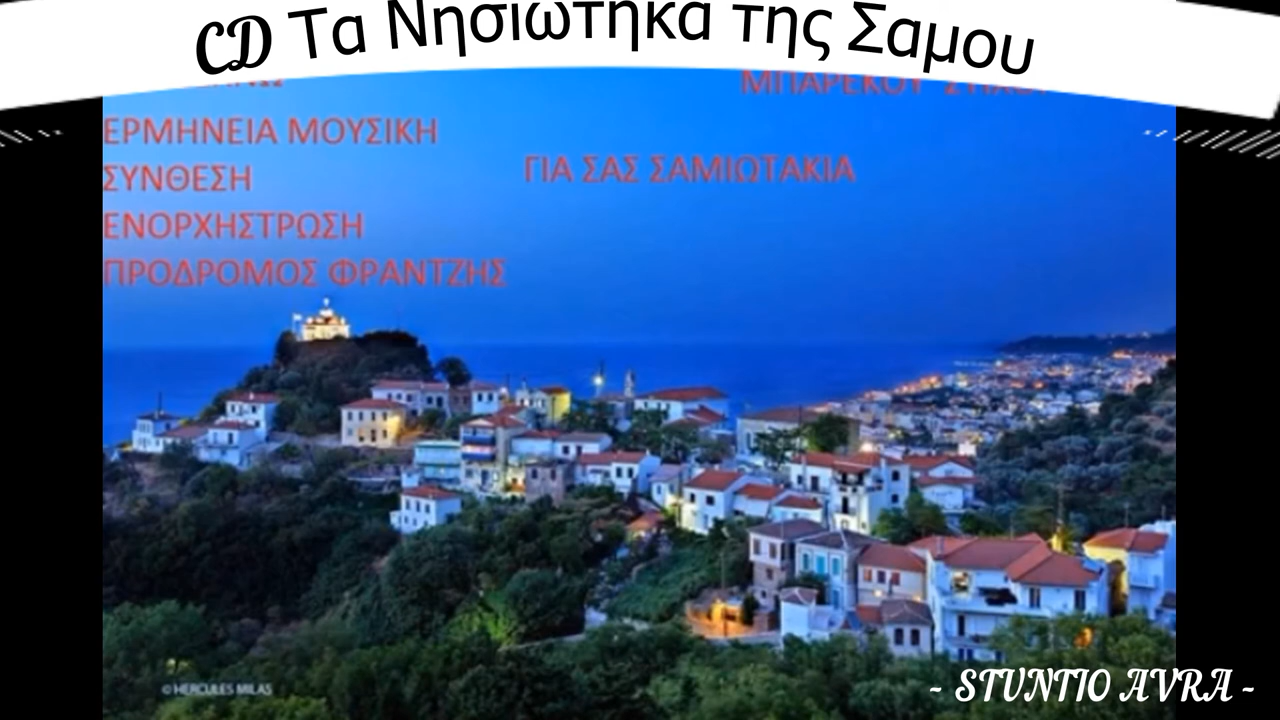 CD Τα Νησιώτηκα της Σαμου
ΕΡΜΗΝΕΙΑ ΜΟΥΣΙΚΗ
ΣΥΝΘΕΣΗ
ΕΝΟΡΧΗΣΤΡΩΣΗ
ΠΡΟΔΡΟΜΟΣ ΦΡΑΝΤΖΗΣ
ΜΠΑΡΕΚΟΥ
ΓΙΑ ΣΑΣ ΣΑΜΙΩΤΑΚΙΑ
© HERCULES MILAS
- STUNTIO AVRA -